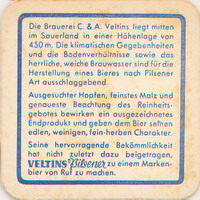 Die Brauerei C. & A. Veltins liegt mitten
im Sauerland in einer Höhenlage von
450 m. Die klimatischen Gegebenheiten
und die Bodenverhältnisse sowie das
herrliche, weiche Brauwasser sind für die
Herstellung eines Bieres nach Pilsener
Art ausschlaggebend.
Ausgesuchter Hopfen, feinstes Malz und
genaueste Beachtung des Reinheits-
gebotes bewirken ein ausgezeichnetes
Endprodukt und geben dem Bier seinen
edlen, weinigen, fein-herben Charakter.
Seine hervorragende Bekömmlichkeit
hat nicht zuletzt dazu beigetragen,
VELTINS Pilsener zu einem Marken-
bier von Ruf zu machen.